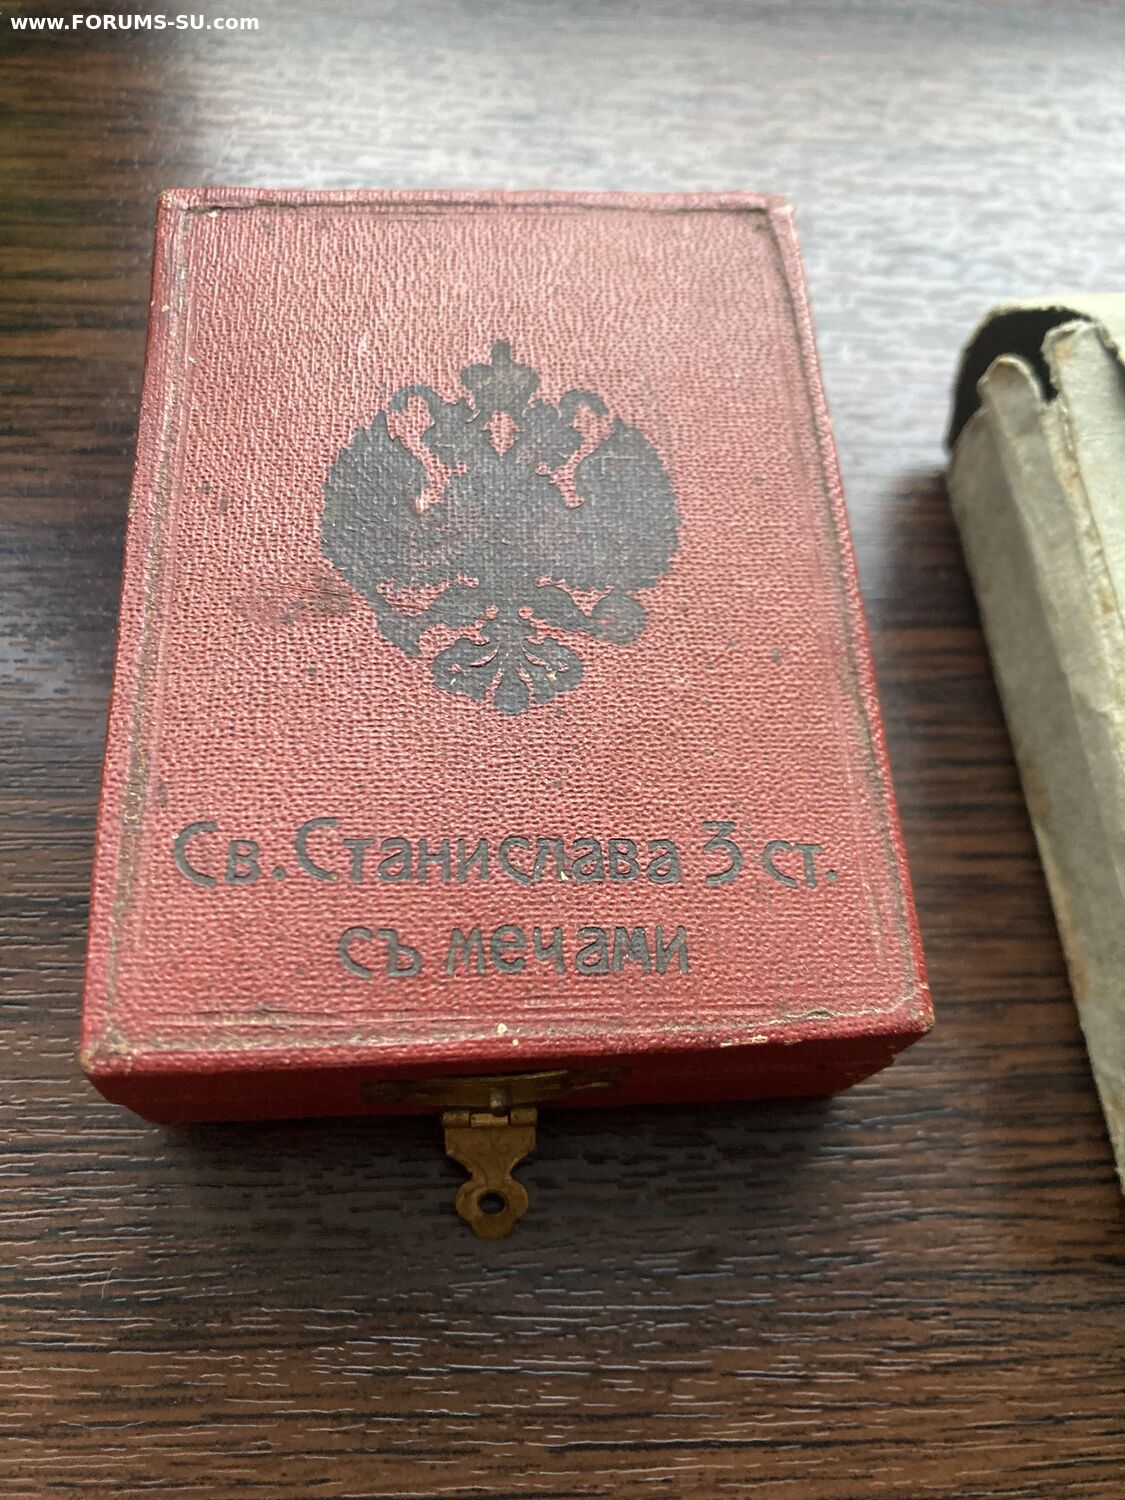 www.FORUMS-SU.com
Св. Станислава 3 ст.
съ мечами